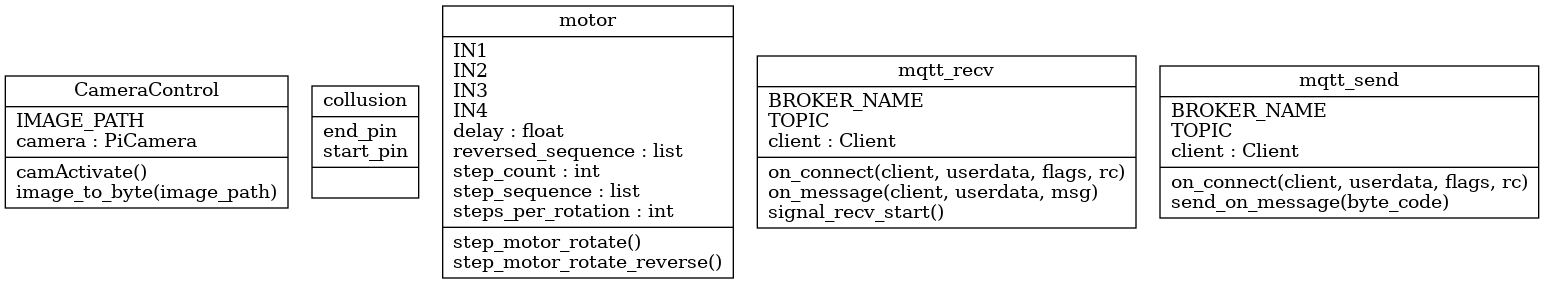 CameraControl
IMAGE_PATH
camera : PiCamera
camActivate()
image_to_byte(image_path)
collusion
end_pin
start_pin
motor
IN1
IN2
IN3
IN4
delay : float
reversed_sequence : list
step_count : int
step_sequence : list
steps_per_rotation : int
step_motor_rotate()
step_motor_rotate_reverse()
mqtt_recv
BROKER_NAME
TOPIC
client : Client
on_connect(client, userdata, flags, rc)
on_message(client, userdata, msg)
signal_recv_start()
mqtt_send
BROKER_NAME
TOPIC
client : Client
on_connect(client, userdata, flags, rc)
send_on_message(byte_code)